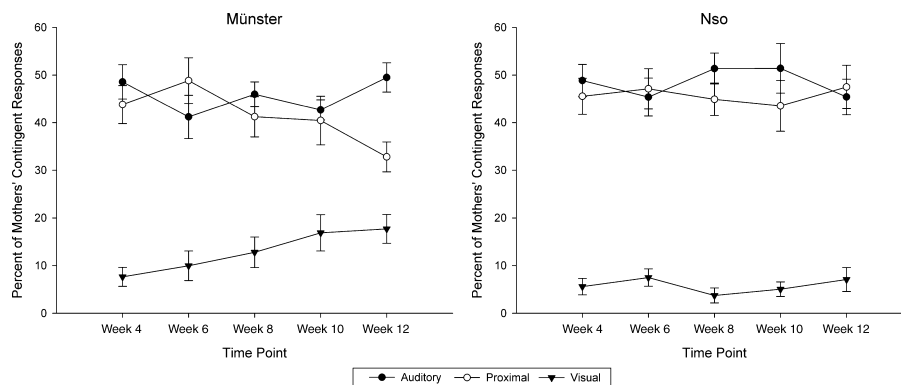 Münster
Percent of Mothers' Contingent Responses
60
50
40
30
20
10
0
Week 4
Week 6
Week 8
Week 10
Week 12
Time Point
Nso
Percent of Mothers' Contingent Responses
60
50
40
30
20
10
0
Week 4
Week 6
Week 8
Week 10
Week 12
Time Point
Auditory
Proximal
Visual